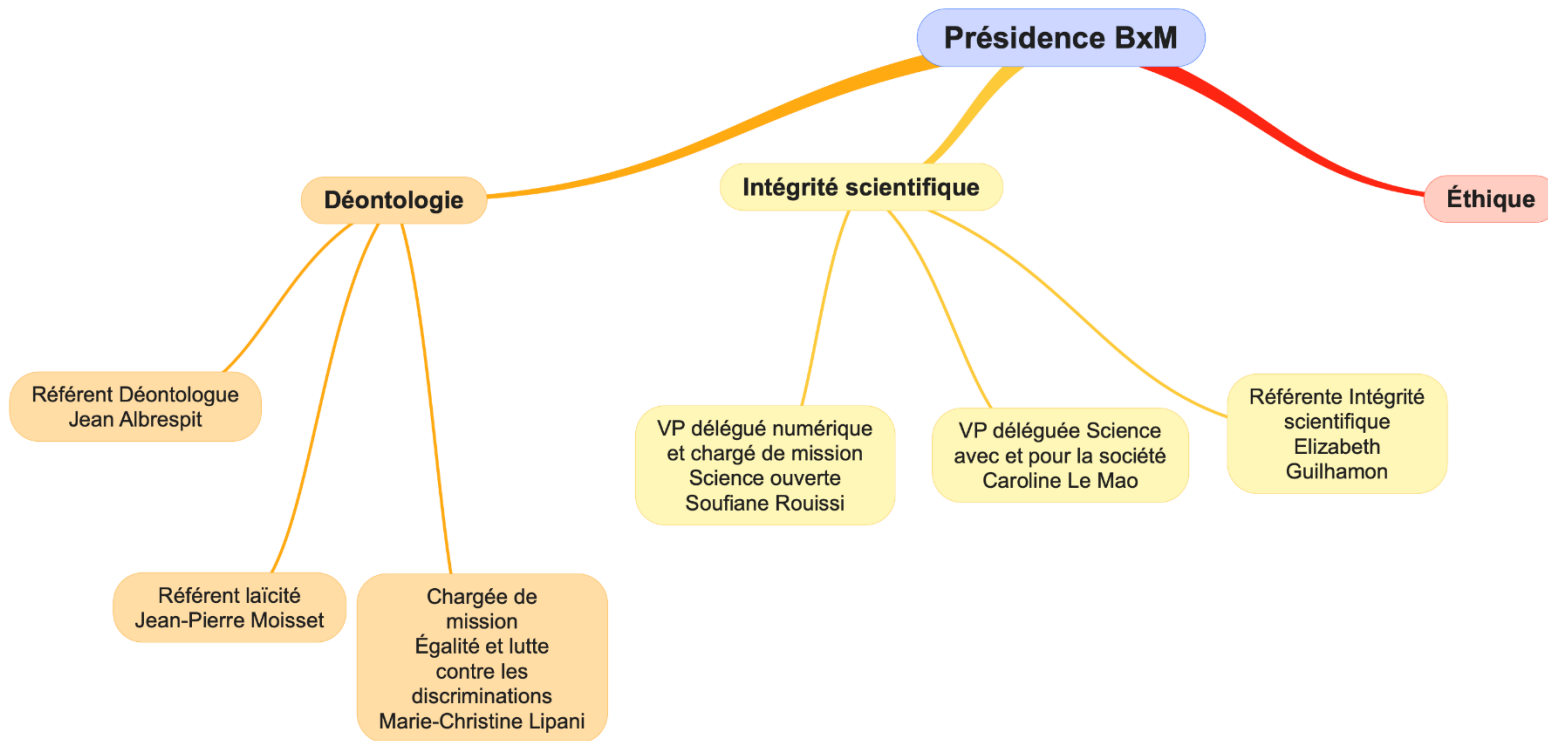 Présidence BxM
Déontologie
Intégrité scientifique
Éthique
Référent Déontologue
Jean Albrespit
Référent laïcité
Jean-Pierre Moisset
Chargée de
mission
Égalité et lutte
contre les
discriminations
Marie-Christine Lipani
VP délégué numérique
et chargé de mission
Science ouverte
Soufiane Rouissi
VP déléguée Science
avec et pour la société
Caroline Le Mao
Référente Intégrité
scientifique
Elizabeth
Guilhamon